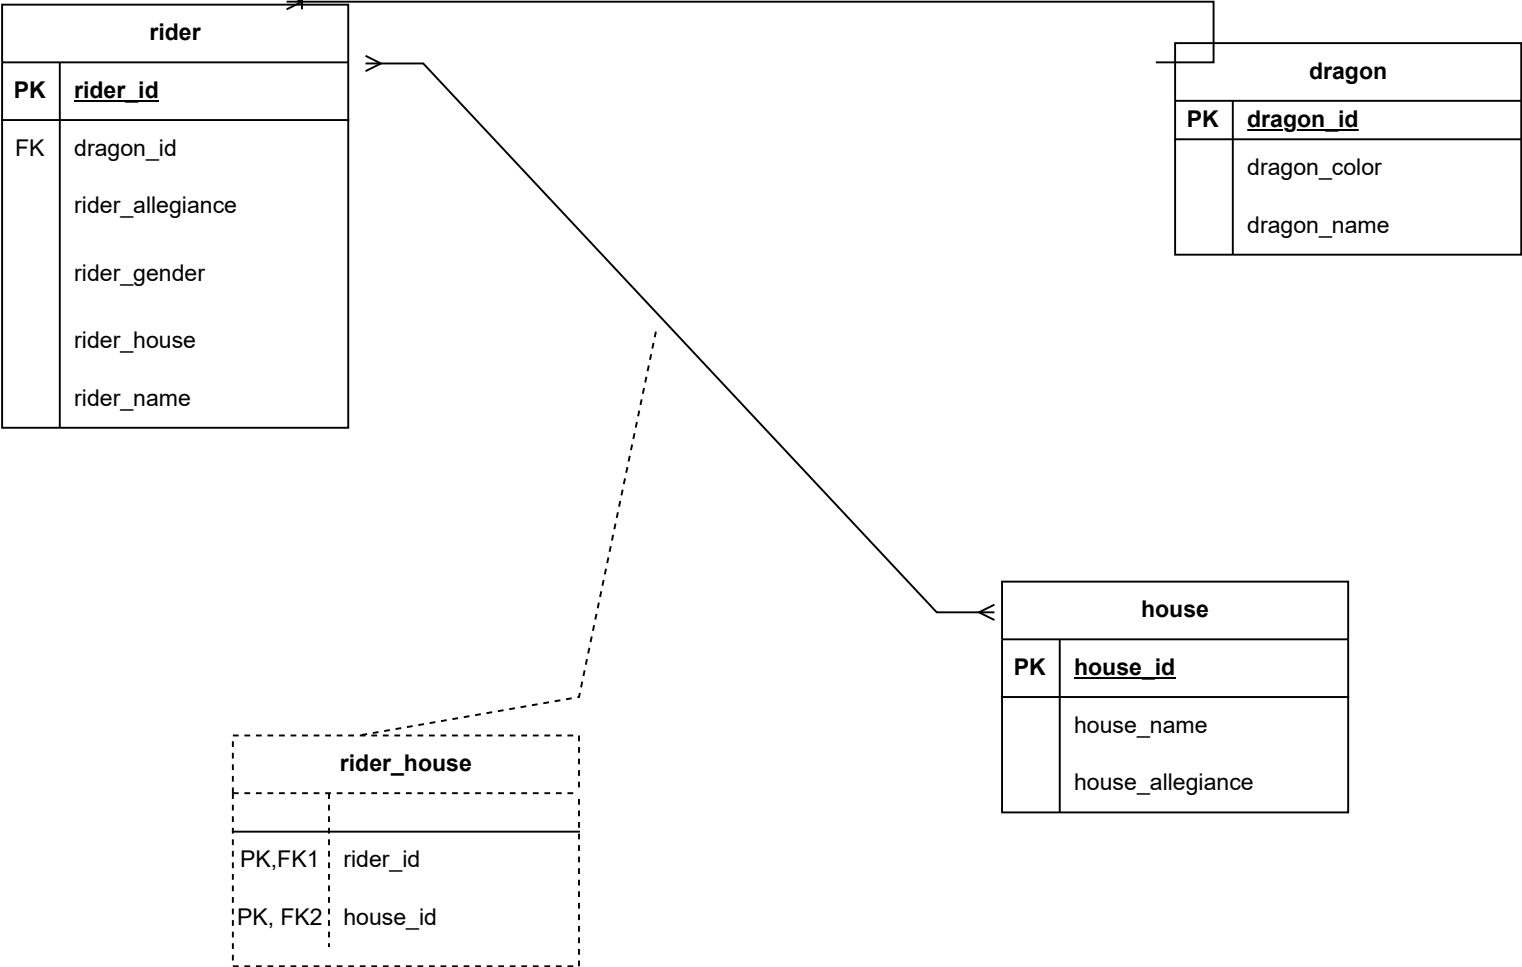 rider
PK rider_id
FK dragon_id
rider_allegiance
rider_gender
rider_house
rider_name
dragon
PK dragon_id
dragon_color
dragon_name
house
PK house_id
house_name
house_allegiance
rider_house
PK,FK1 rider_id
PK, FK2 house_id